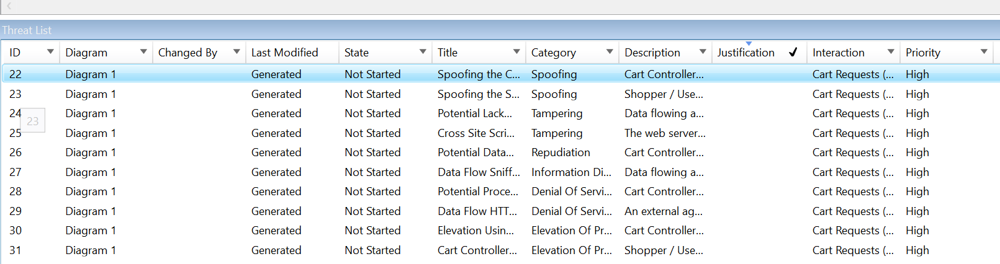 Threat List
ID Diagram Changed By Last Modified State Title Category Description Justification Interaction Priority
22 Diagram 1 Generated Not Started Spoofing the C... Spoofing Cart Controller... Cart Requests (... High
23 Diagram 1 Generated Not Started Spoofing the S... Spoofing Shopper / Use... Cart Requests (... High
24 Diagram 1 Generated Not Started Potential Lack... Tampering Data flowing a... Cart Requests (... High
23
25 Diagram 1 Generated Not Started Cross Site Scri... Tampering The web server... Cart Requests (... High
26 Diagram 1 Generated Not Started Potential Data... Repudiation Cart Controller... Cart Requests (... High
27 Diagram 1 Generated Not Started Data Flow Sniff... Information Di... Data flowing a... Cart Requests (... High
28 Diagram 1 Generated Not Started Potential Proce... Denial Of Servi... Cart Controller... Cart Requests (... High
29 Diagram 1 Generated Not Started Data Flow HTT... Denial Of Servi... An external ag... Cart Requests (... High
30 Diagram 1 Generated Not Started Elevation Usin... Elevation Of Pr... Cart Controller... Cart Requests (... High
31 Diagram 1 Generated Not Started Cart Controller... Elevation Of Pr... Shopper / Use... Cart Requests (... High